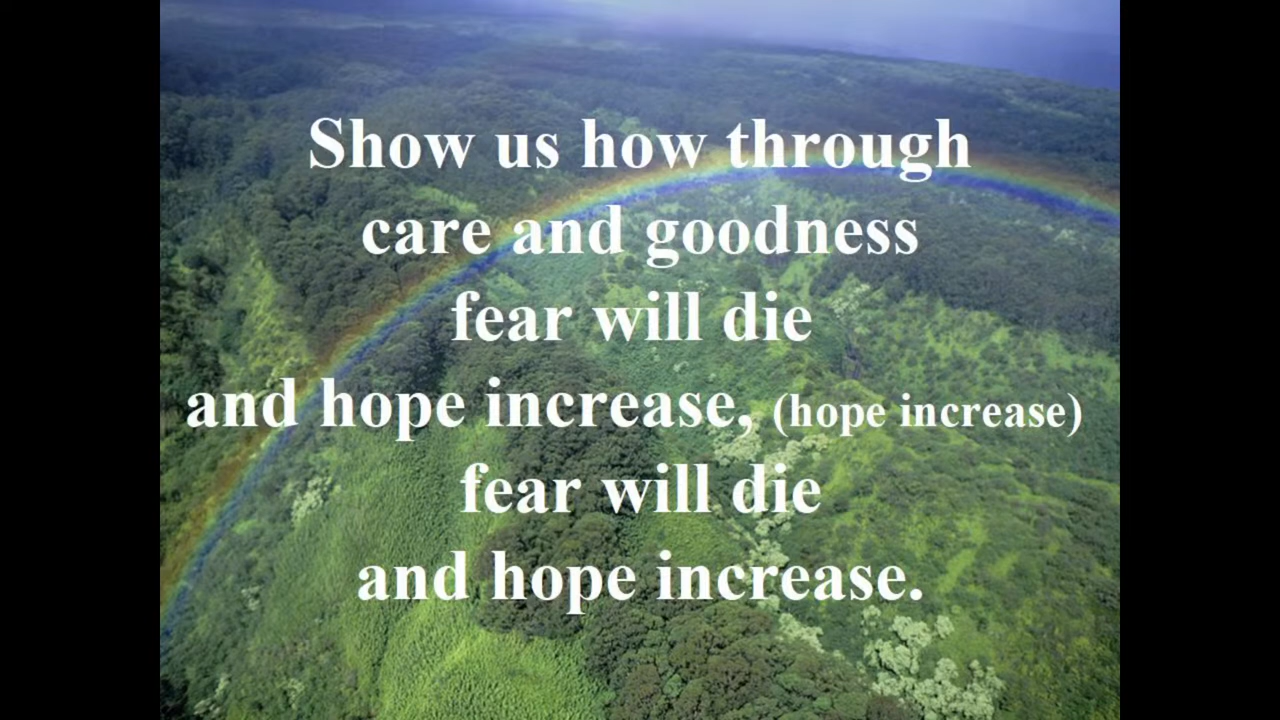 Show us how through
care and goodness
fear will die
and hope increase, (hope increase)
fear will die
and hope increase.